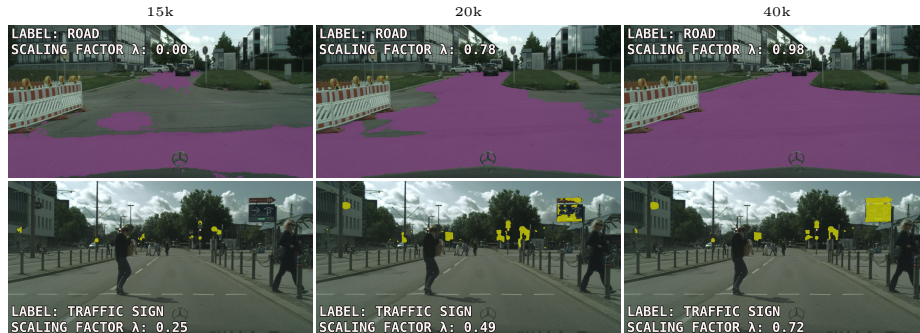 15k
20k
40k
LABEL: ROAD
SCALING FACTOR λ: 0.00
LABEL: ROAD
SCALING FACTOR λ: 0.78
LABEL: ROAD
SCALING FACTOR λ: 0.98
LABEL: TRAFFIC SIGN
SCALING FACTOR λ: 0.25
LABEL: TRAFFIC SIGN
SCALING FACTOR λ: 0.49
LABEL: TRAFFIC SIGN
SCALING FACTOR λ: 0.72